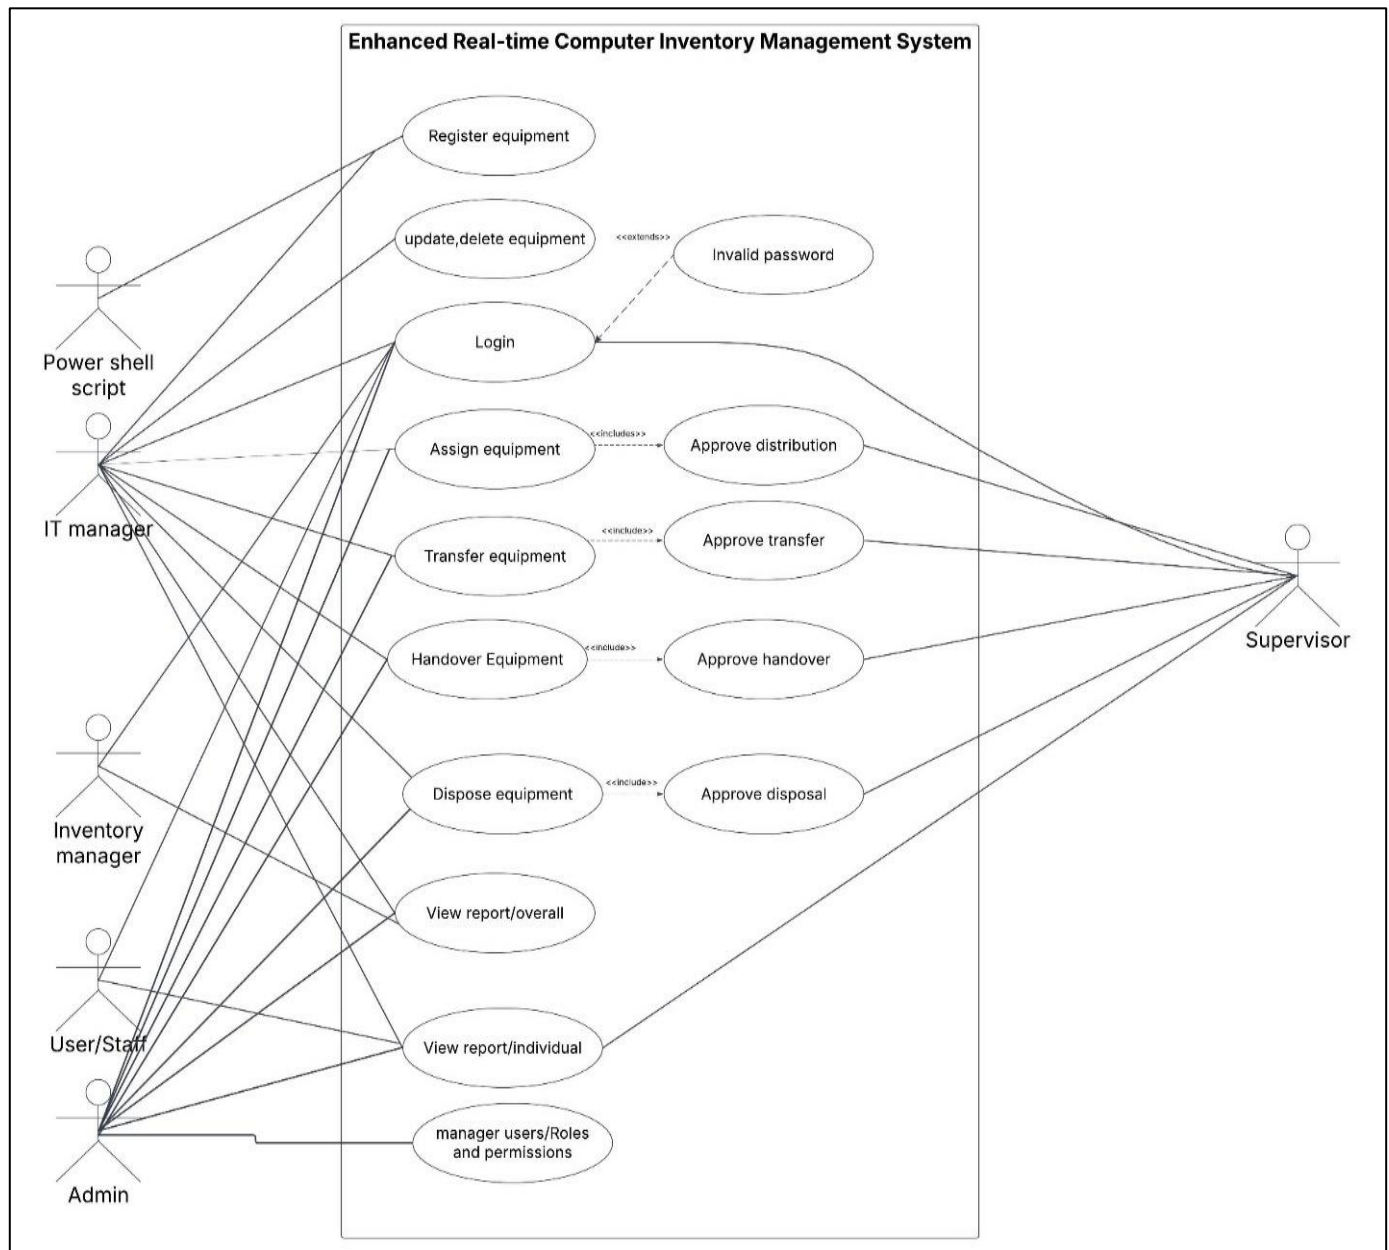 Enhanced Real-time Computer Inventory Management System
Register equipment
update,delete equipment
<<extends>>
Invalid password
Login
Power shell
script
<<includes>>
Assign equipment
Approve distribution
IT manager
<<include>>
Transfer equipment
Approve transfer
Supervisor
<<include>>
Handover Equipment
Approve handover
<<include>>
Dispose equipment
Approve disposal
Inventory
manager
View report/overall
User/Staff
View report/individual
manager users/Roles
and permissions
Admin